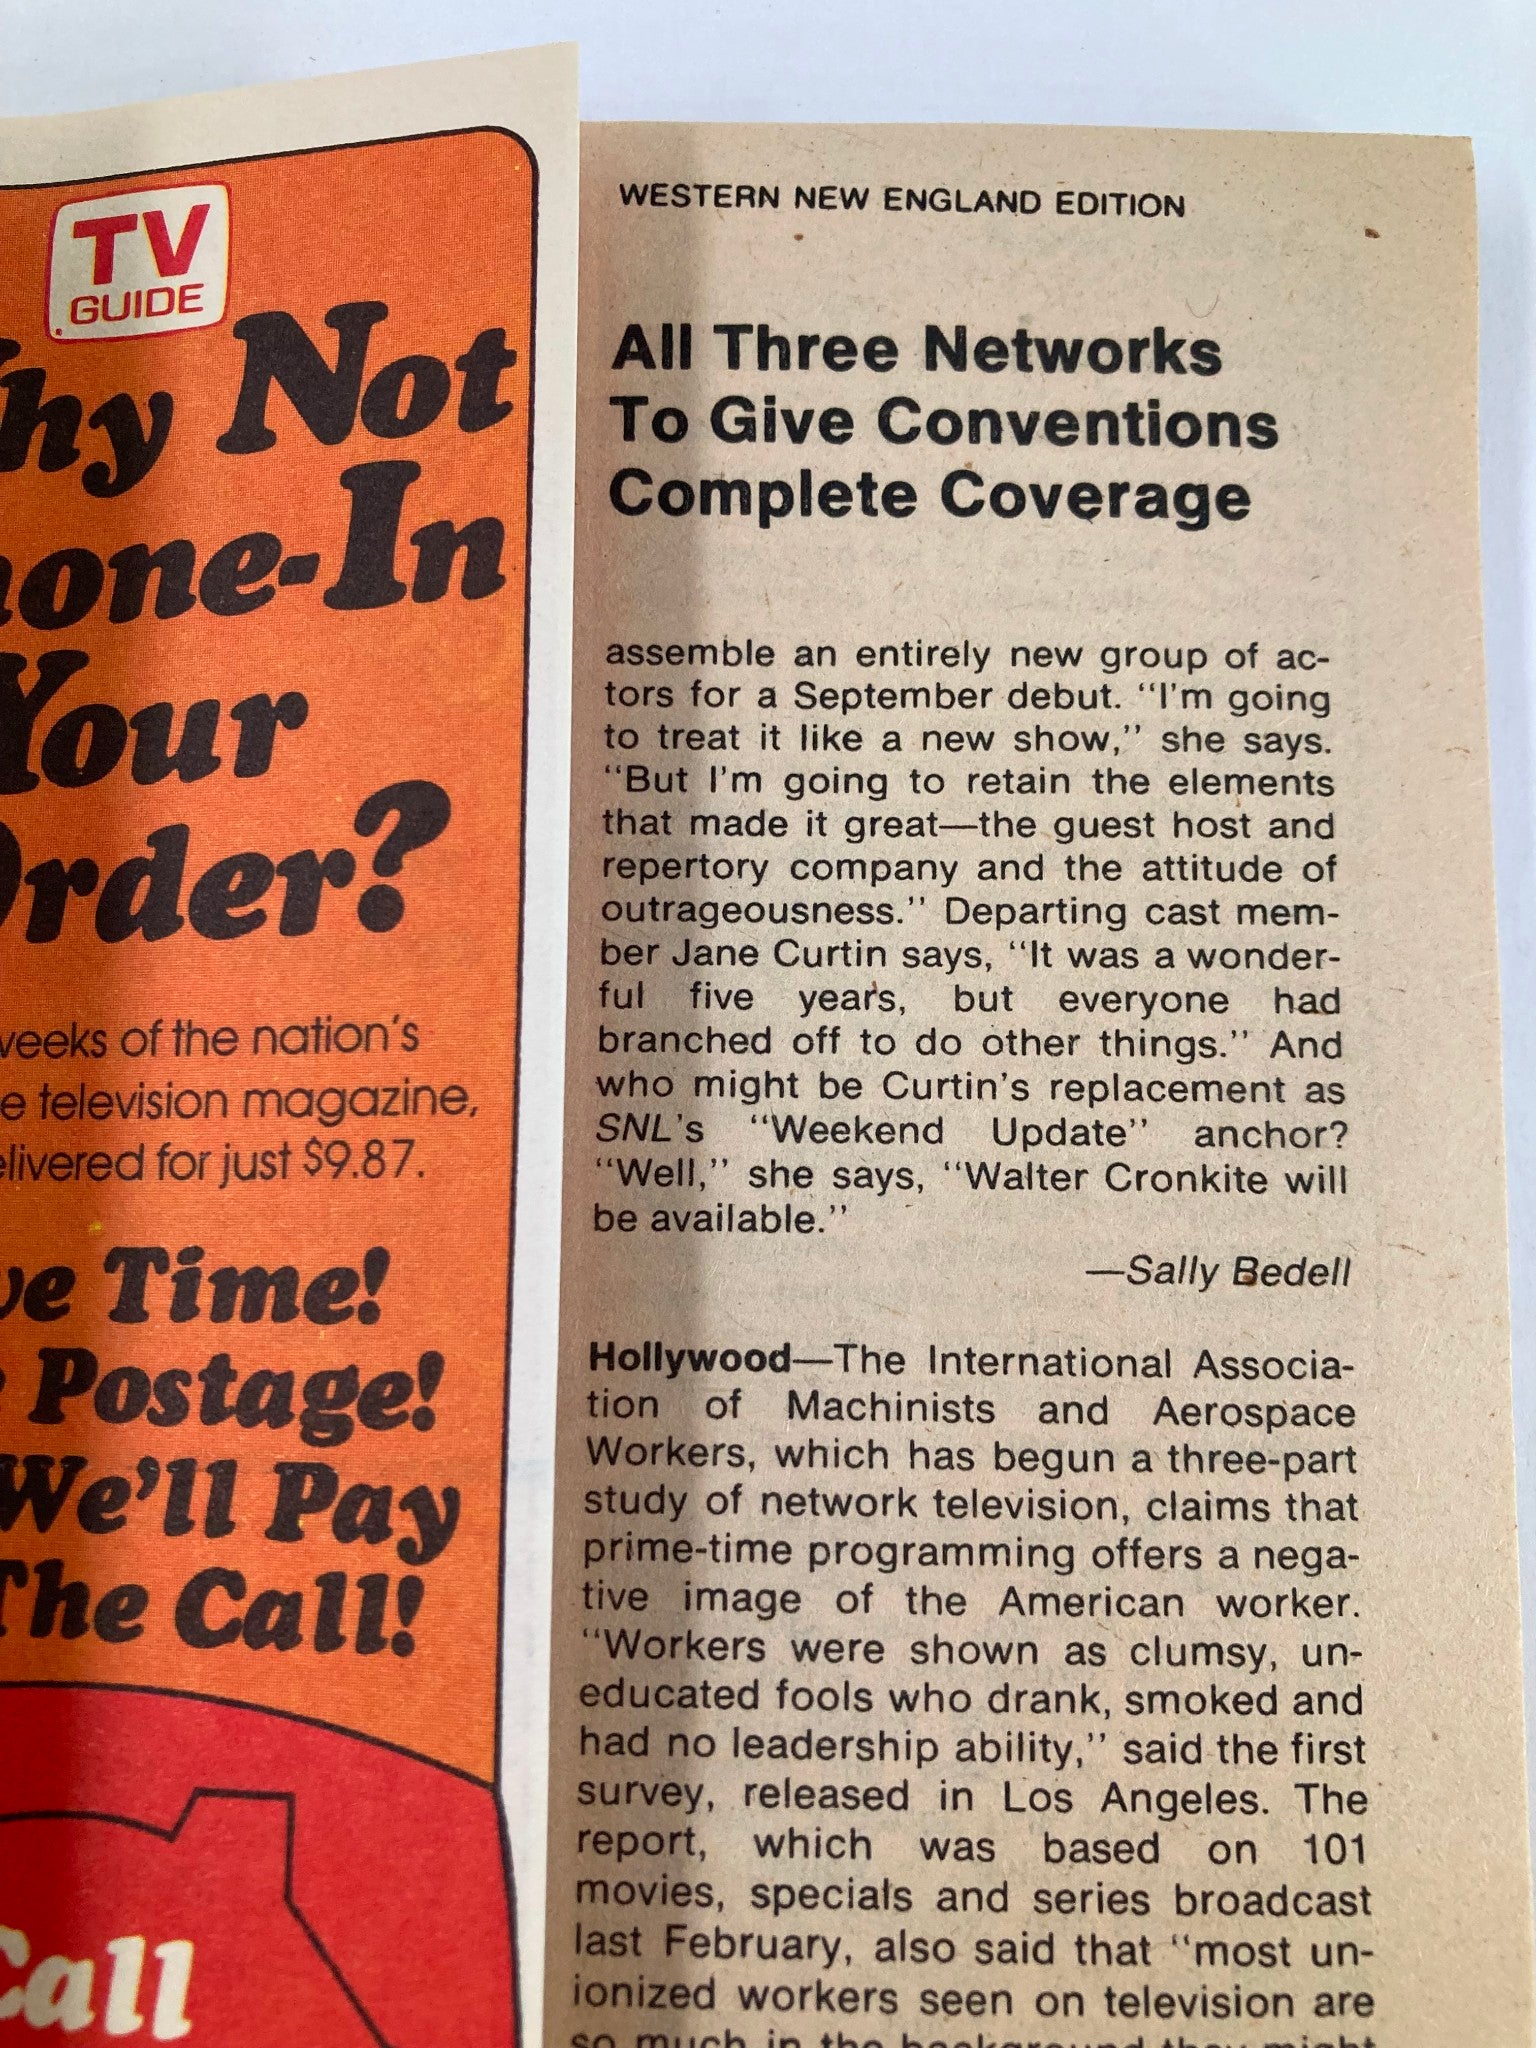 TV
GUIDE
Not
-In
Your
of the nation's
television magazine,
for just $9.87.
Time!
Postage!
We'll Pay
The Call!
Call
WESTERN NEW ENGLAND EDITION
All Three Networks
To Give Conventions
Complete Coverage
assemble an entirely new group of ac-
tors for a September debut. "I'm going
to treat it like a new show," she says.
"But I'm going to retain the elements
that made it great—the guest host and
repertory company and the attitude of
outrageousness." Departing cast mem-
ber Jane Curtin says, "It was a wonder-
ful five years, but everyone had
branched off to do other things." And
who might be Curtin's replacement as
SNL's "Weekend Update" anchor?
"Well," she says, "Walter Cronkite will
be available."
—Sally Bedell
Hollywood—The International Associa-
tion of Machinists and Aerospace
Workers, which has begun a three-part
study of network television, claims that
prime-time programming offers a nega-
tive image of the American worker.
"Workers were shown as clumsy, un-
educated fools who drank, smoked and
had no leadership ability," said the first
survey, released in Los Angeles. The
report, which was based on 101
movies, specials and series broadcast
last February, also said that "most un-
ionized workers seen on television are
so much in the background they might